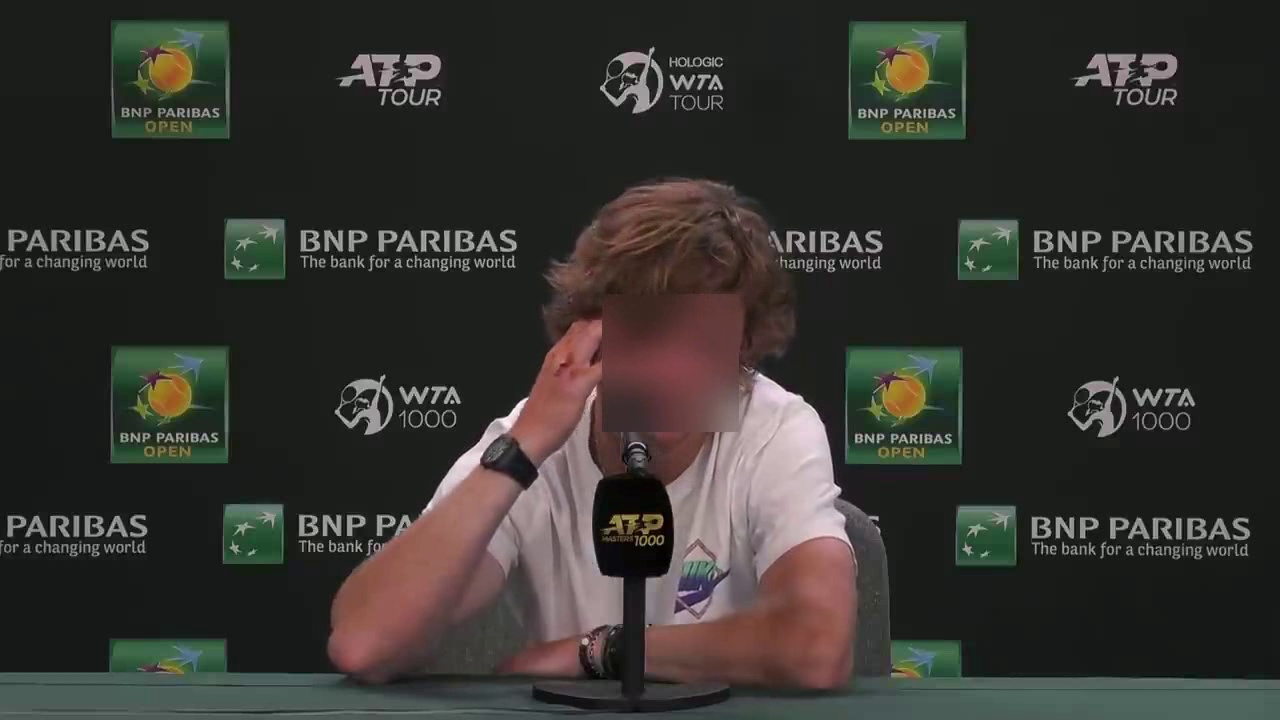 BNP PARIBAS
OPEN
ATP
TOUR
HOLOGIC
WTA
TOUR
BNP PARIBAS
OPEN
ATP
TOUR
PARIBAS
for a changing world
BNP PARIBAS
The bank for a changing world
ARIBAS
hanging world
BNP PARIBAS
The bank for a changing world
BNP PARIBAS
OPEN
WTA
1000
BNP PARIBAS
OPEN
WTA
1000
PARIBAS
for a changing world
BNP PA
The bank for
BNP PARIBAS
The bank for a changing world
ATP
MASTERS 1000